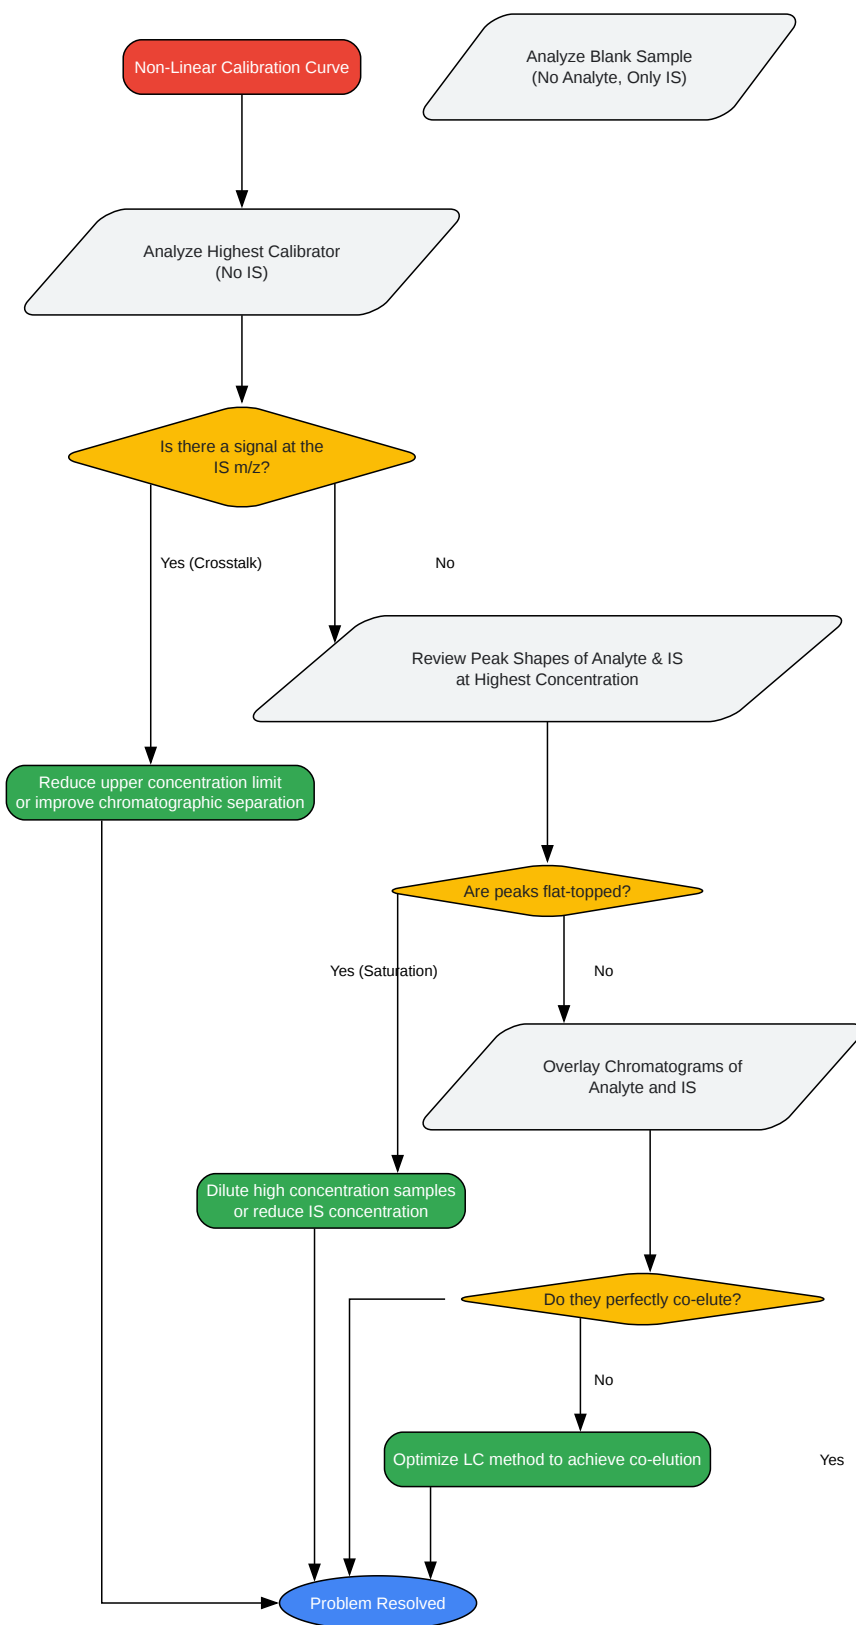 Non-Linear Calibration Curve
Analyze Blank Sample
(No Analyte, Only IS)
Analyze Highest Calibrator
(No IS)
Is there a signal at the
IS m/z?
Yes (Crosstalk)
No
Review Peak Shapes of Analyte & IS
at Highest Concentration
Reduce upper concentration limit
or improve chromatographic separation
Are peaks flat-topped?
Yes (Saturation)
No
Overlay Chromatograms of
Analyte and IS
Dilute high concentration samples
or reduce IS concentration
Do they perfectly co-elute?
No
Optimize LC method to achieve co-elution
Yes
Problem Resolved